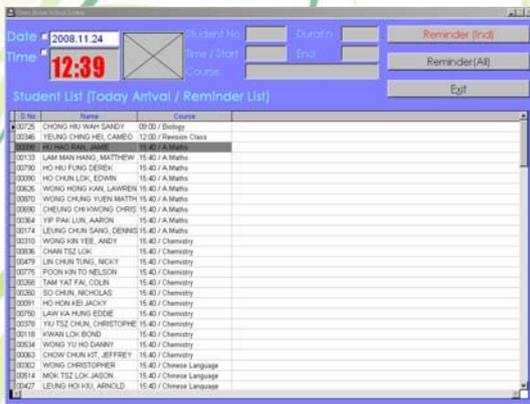 Date 2008.11.24
Time 12:39
Student No
Durat'n
Time / Start
End
Course
Reminder (Ind)
Reminder (All)
Exit
Student List (Today Arrival / Reminder List)
S No Name Course
00725 CHONG HIU WAH SANDY 09:00 / Biology
00346 YEUNG CHING HEI, CAMEO 12:00 / Revision Class
HU HAO RAN, JAMIE 15:40 / A.Maths
00133 LAM MAN HANG, MATTHEW 15:40 / A.Maths
00790 HO HIU FUNG DEREK 15:40 / A.Maths
00090 HO CHUN LOK, EDWIN 15:40 / A.Maths
00626 WONG HONG KAN, LAWREN 15:40 / A.Maths
00870 WONG CHUNG YUEN MATTH 15:40 / A.Maths
00690 CHEUNG CHI KWONG CHRIS 15:40 / A.Maths
00364 YIP PAK LUN, AARON 15:40 / A.Maths
00174 LEUNG CHUN SANG, DENNIS 15:40 / A.Maths
00310 WONG KIN YEE, ANDY 15:40 / Chemistry
00836 CHAN TSZ LOK 15:40 / Chemistry
00479 LIN CHUN TUNG, NICKY 15:40 / Chemistry
00775 POON KIN TO NELSON 15:40 / Chemistry
00268 TAM YAT FAI, COLIN 15:40 / Chemistry
00260 SO CHUN, NICHOLAS 15:40 / Chemistry
00091 HO HON KEI JACKY 15:40 / Chemistry
00750 LAW KA HUNG EDDIE 15:40 / Chemistry
00378 YIU TSZ CHUN, CHRISTOPHE 15:40 / Chemistry
00118 KWAN LOK BOND 15:40 / Chemistry
00534 WONG YU HO DANNY 15:40 / Chemistry
00063 CHOW CHUN KIT, JEFFREY 15:40 / Chemistry
00302 WONG CHRISTOPHER 15:40 / Chinese Language
00514 MOK TSZ LOK JASON 15:40 / Chinese Language
00427 LEUNG HOI KIU, ARNOLD 15:40 / Chinese Language